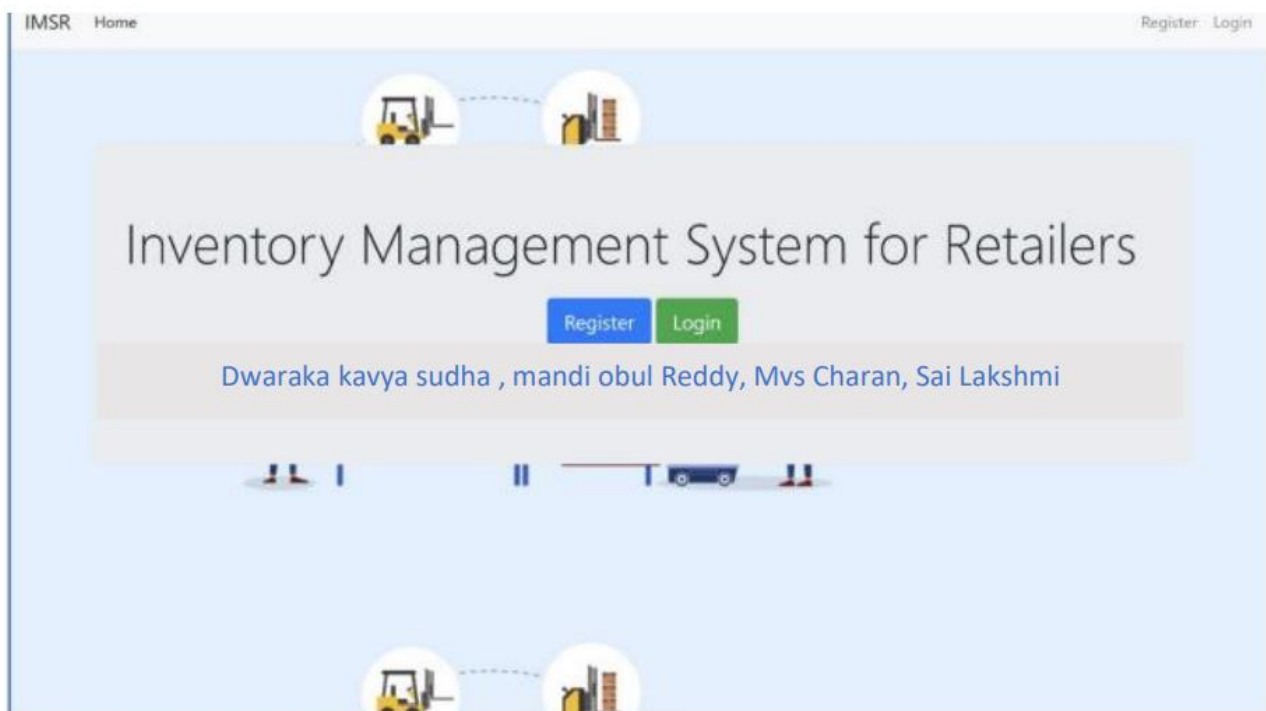 IMSR Home Register Login
Inventory Management System for Retailers
Register Login
Dwaraka kavya sudha , mandi obul Reddy, Mvs Charan, Sai Lakshmi